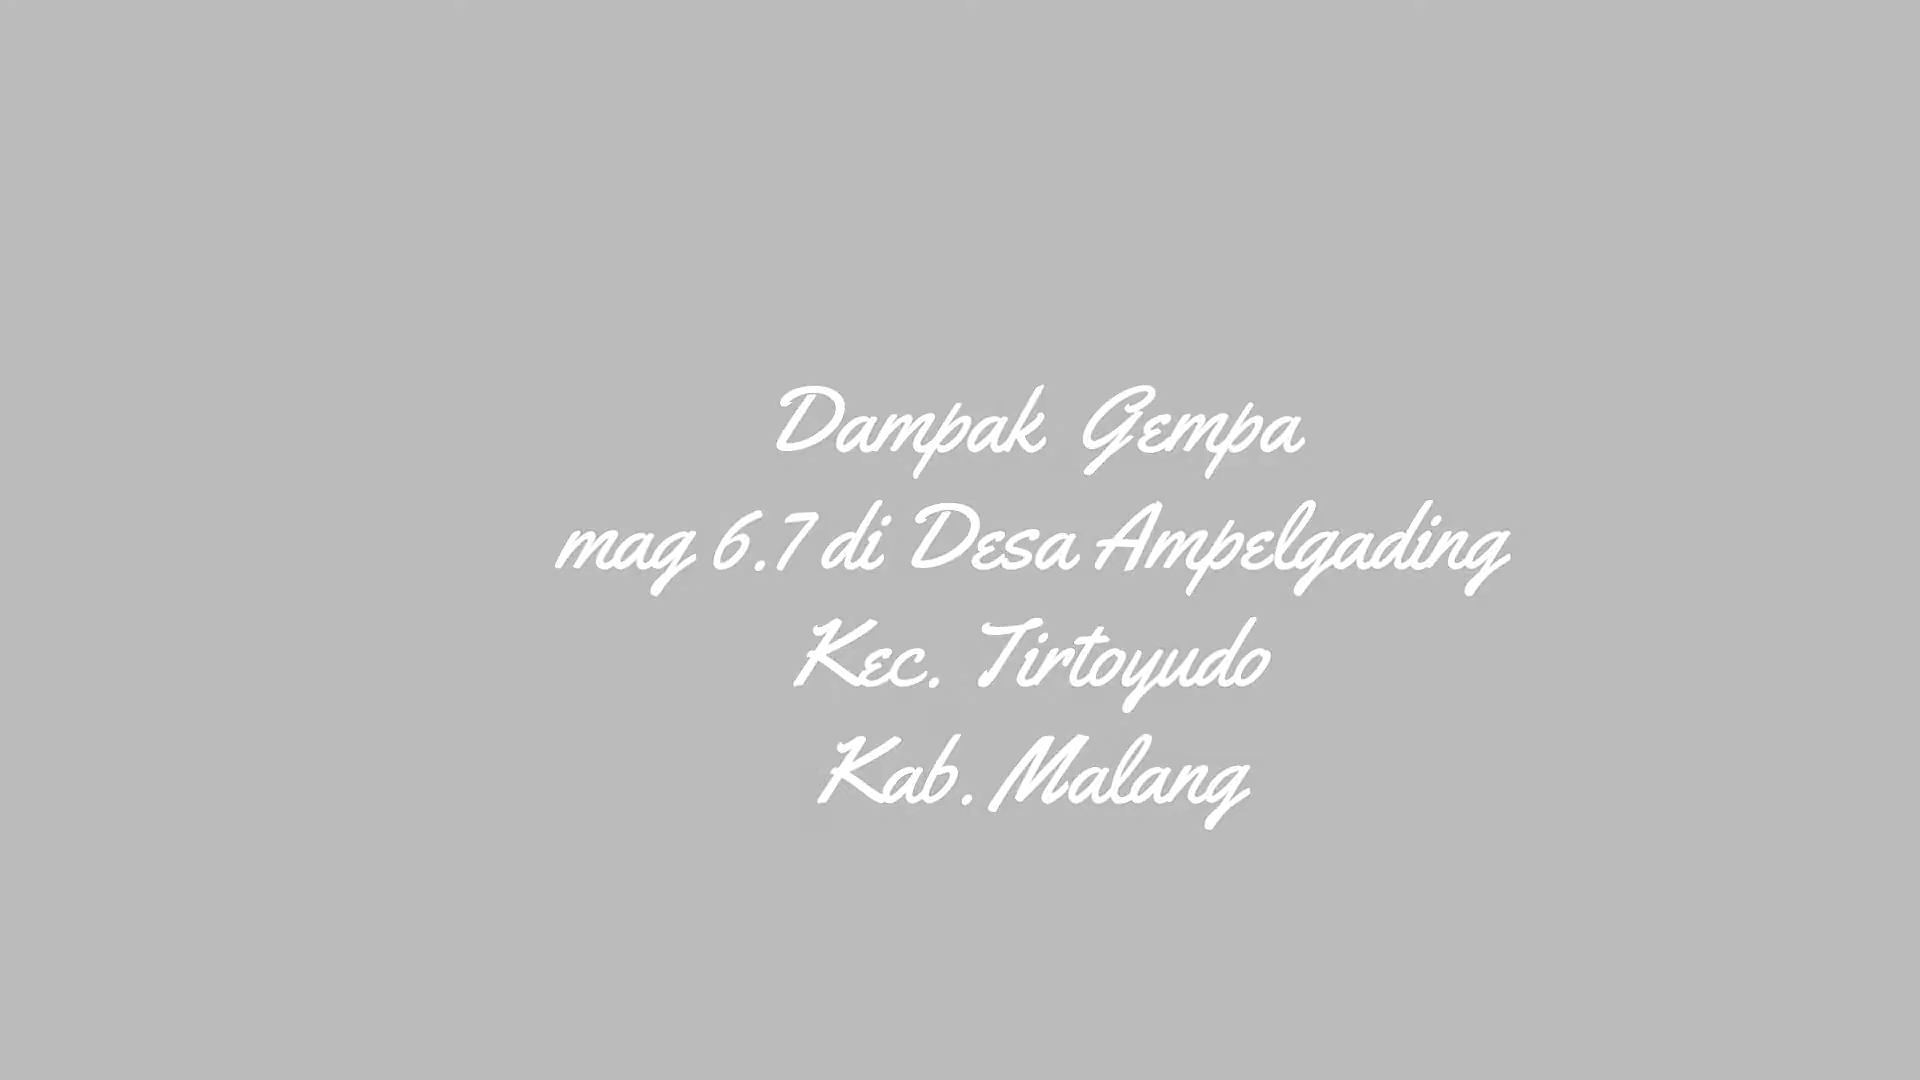 Dampak Gempa
mag 6.7 di Desa Ampelgading
Kec. Tirtoyudo
Kab. Malang